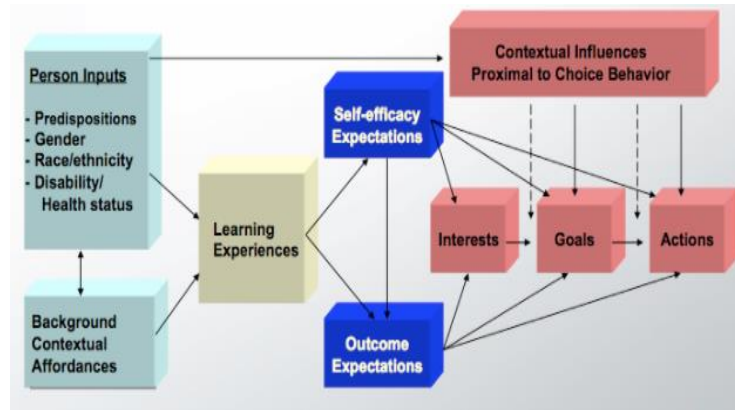 Person Inputs
- Predispositions
- Gender
- Race/ethnicity
- Disability/
Health status
Background
Contextual
Affordances
Learning
Experiences
Self-efficacy
Expectations
Outcome
Expectations
Contextual Influences
Proximal to Choice Behavior
Interests
Goals
Actions